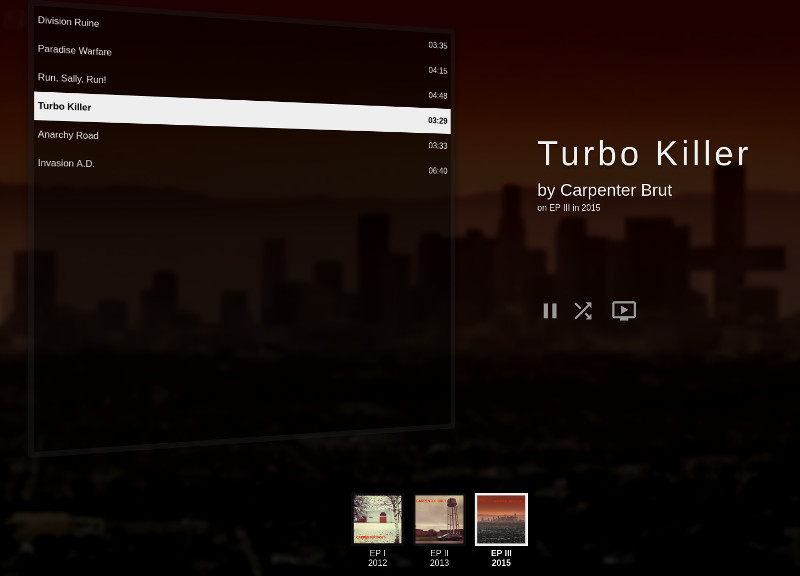 Division Ruine 03:35
Paradise Warfare 04:15
Run, Sally, Run! 04:48
Turbo Killer 03:29
Anarchy Road 03:33
Invasion A.D. 06:40
Turbo Killer
by Carpenter Brut
on EP III in 2015
EP I
2012
EP II
2013
EP III
2015